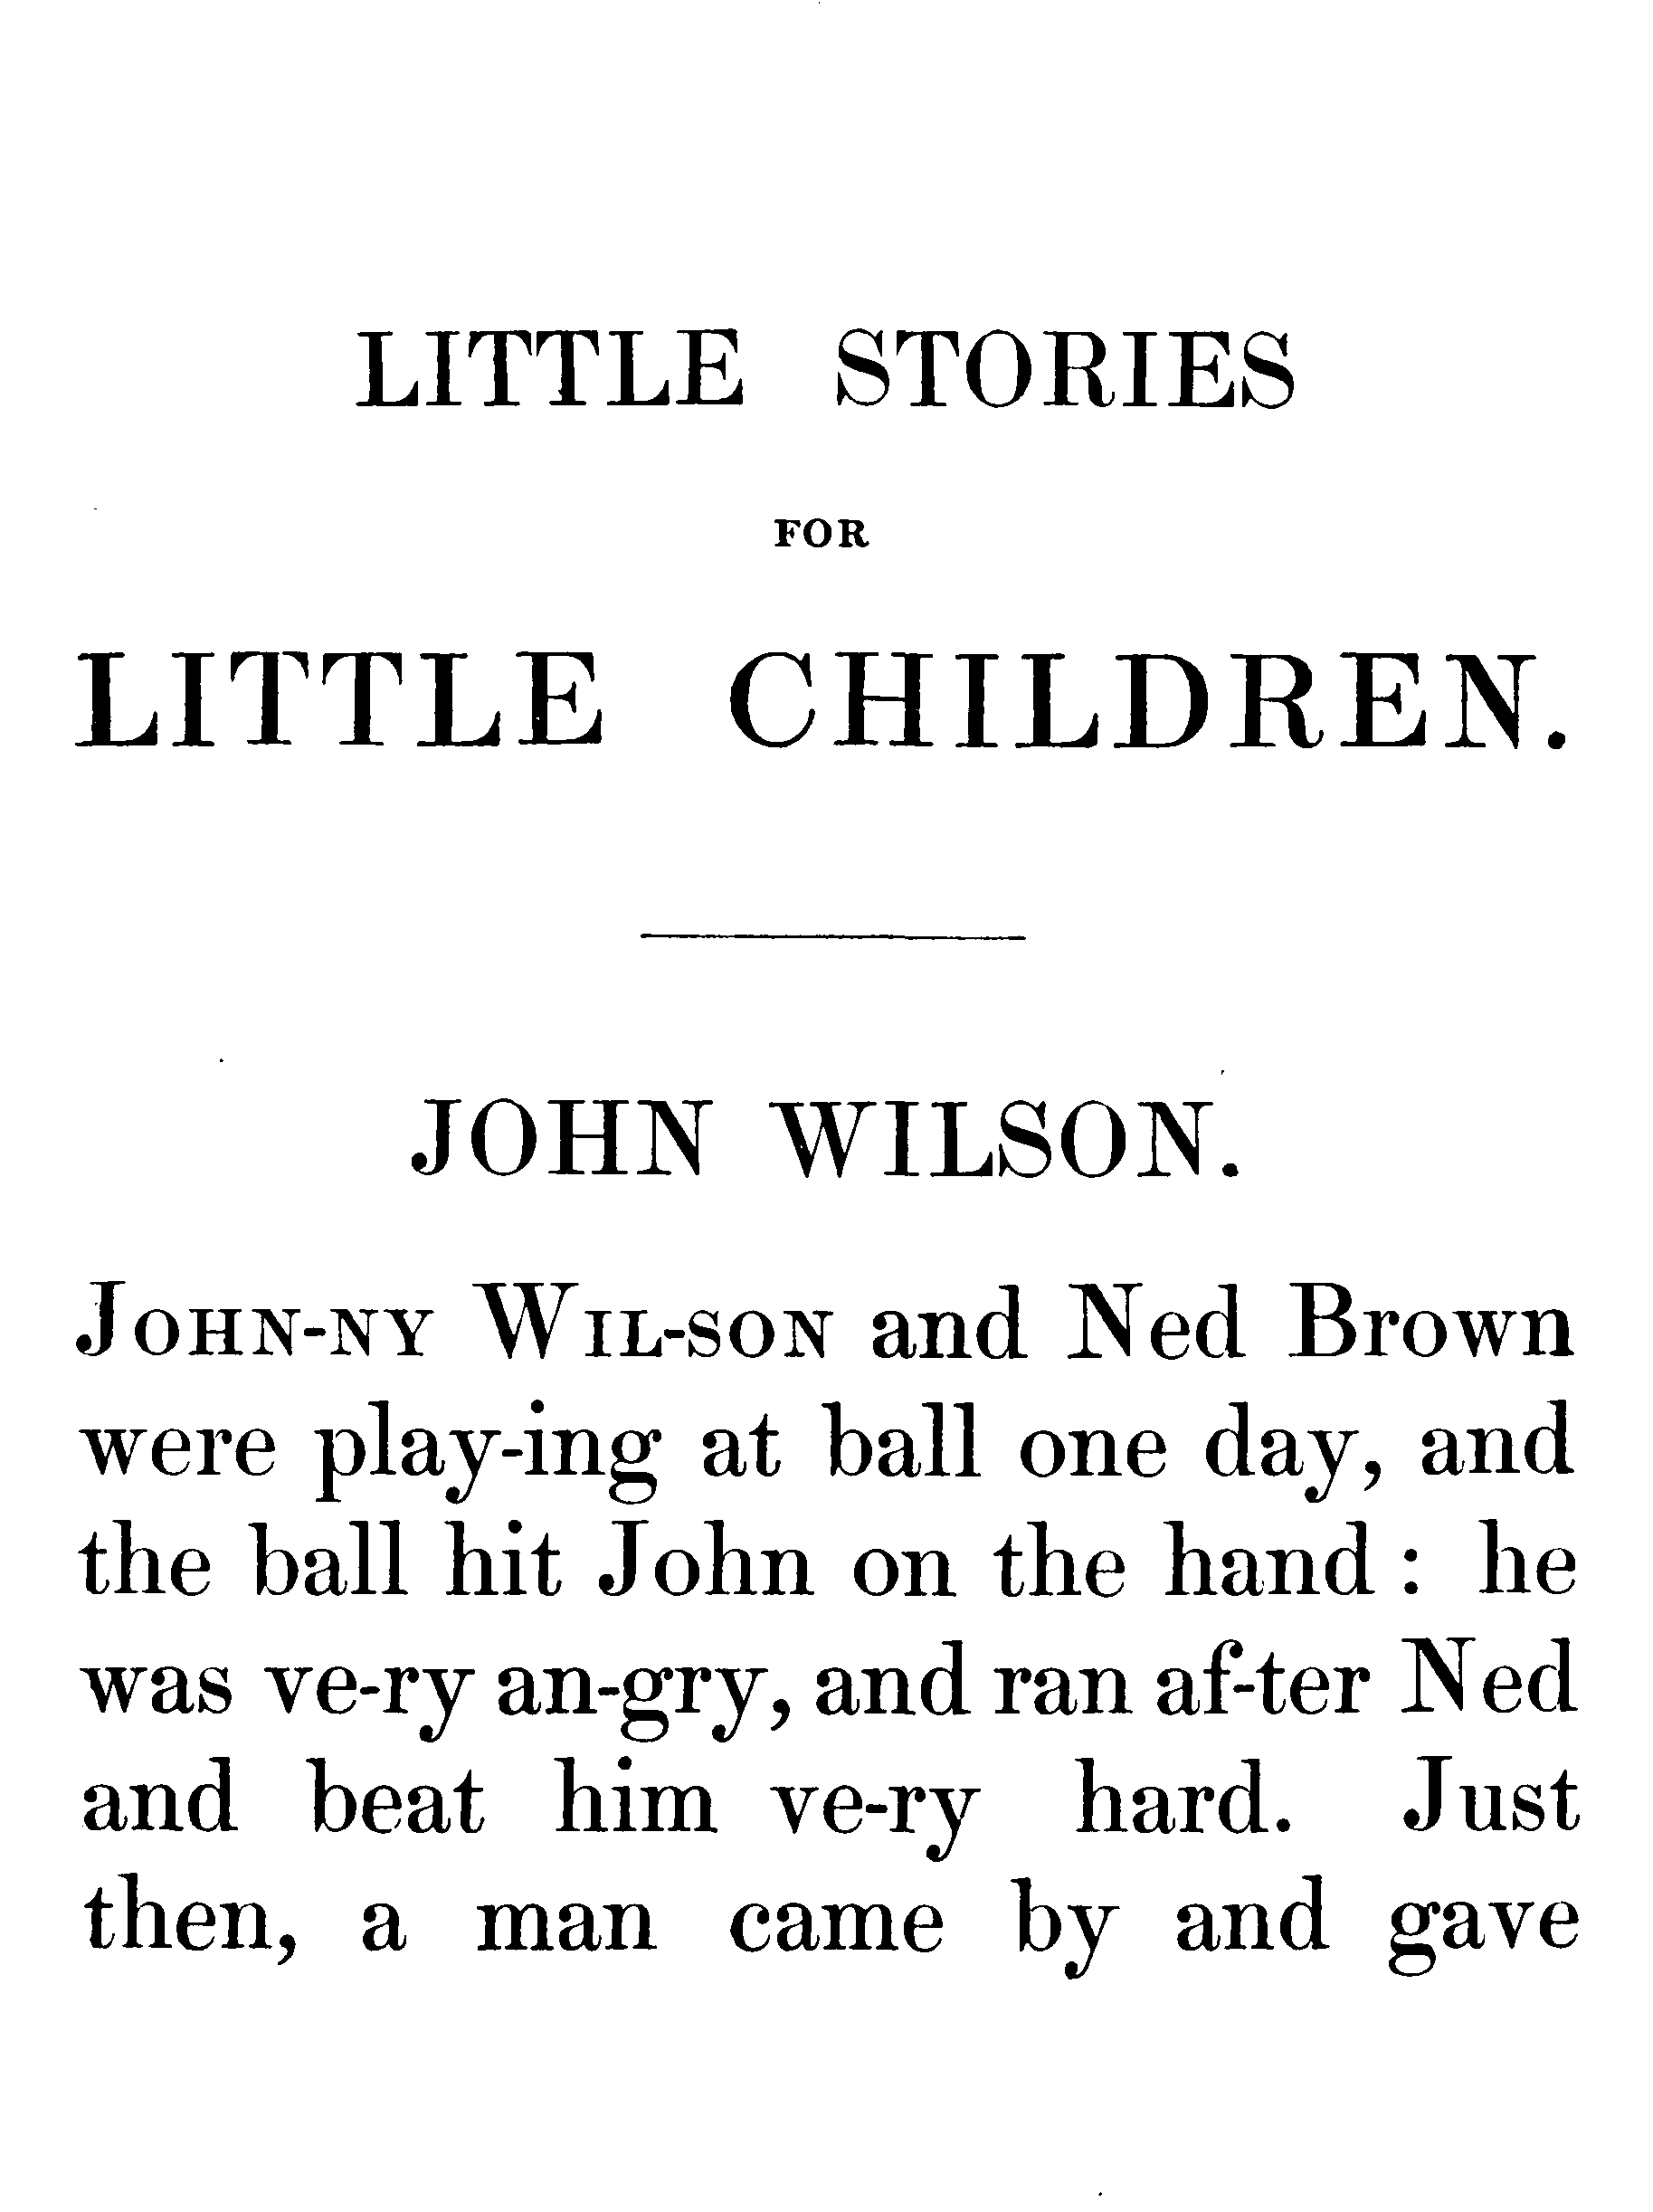 LITTLE STORIES
FOR
LITTLE CHILDREN.
JOHN WILSON.
JOHN-NY WIL-SON and Ned Brown
were play-ing at ball one day, and
the ball hit John on the hand : he
was ve-ry an-gry, and ran af-ter Ned
and beat him ve-ry hard. Just
then, a man came by and gave